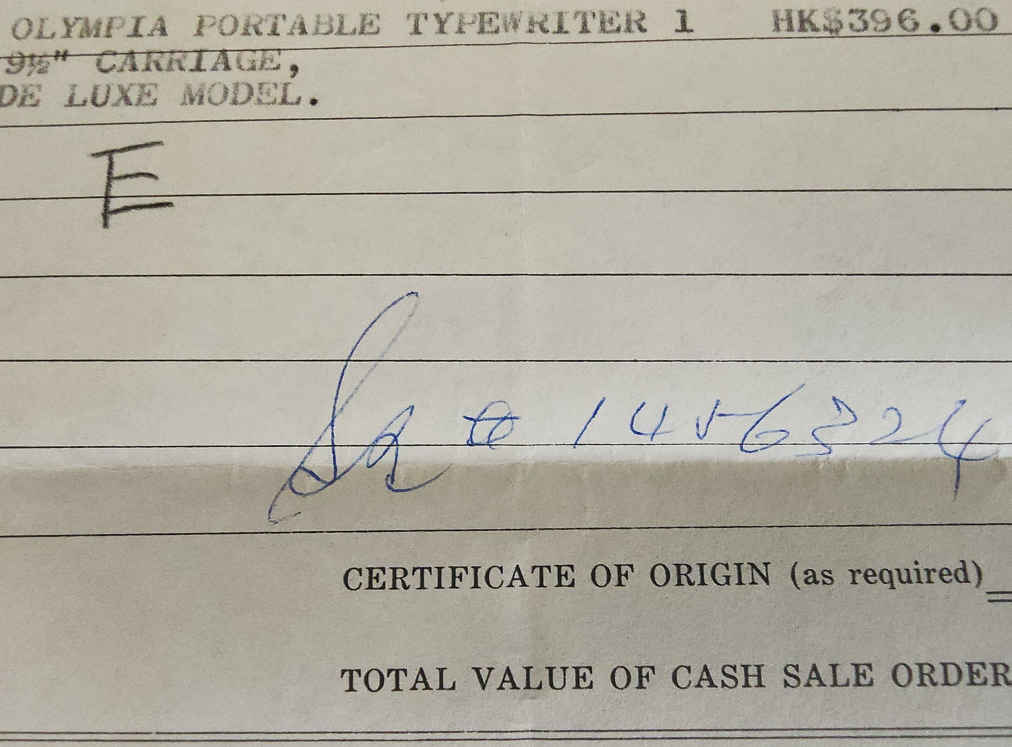 OLYMPIA PORTABLE TYPEWRITER 1 HK$396.00
9½" CARRIAGE,
DE LUXE MODEL.
E
# 1456324
CERTIFICATE OF ORIGIN (as required)
TOTAL VALUE OF CASH SALE ORDER